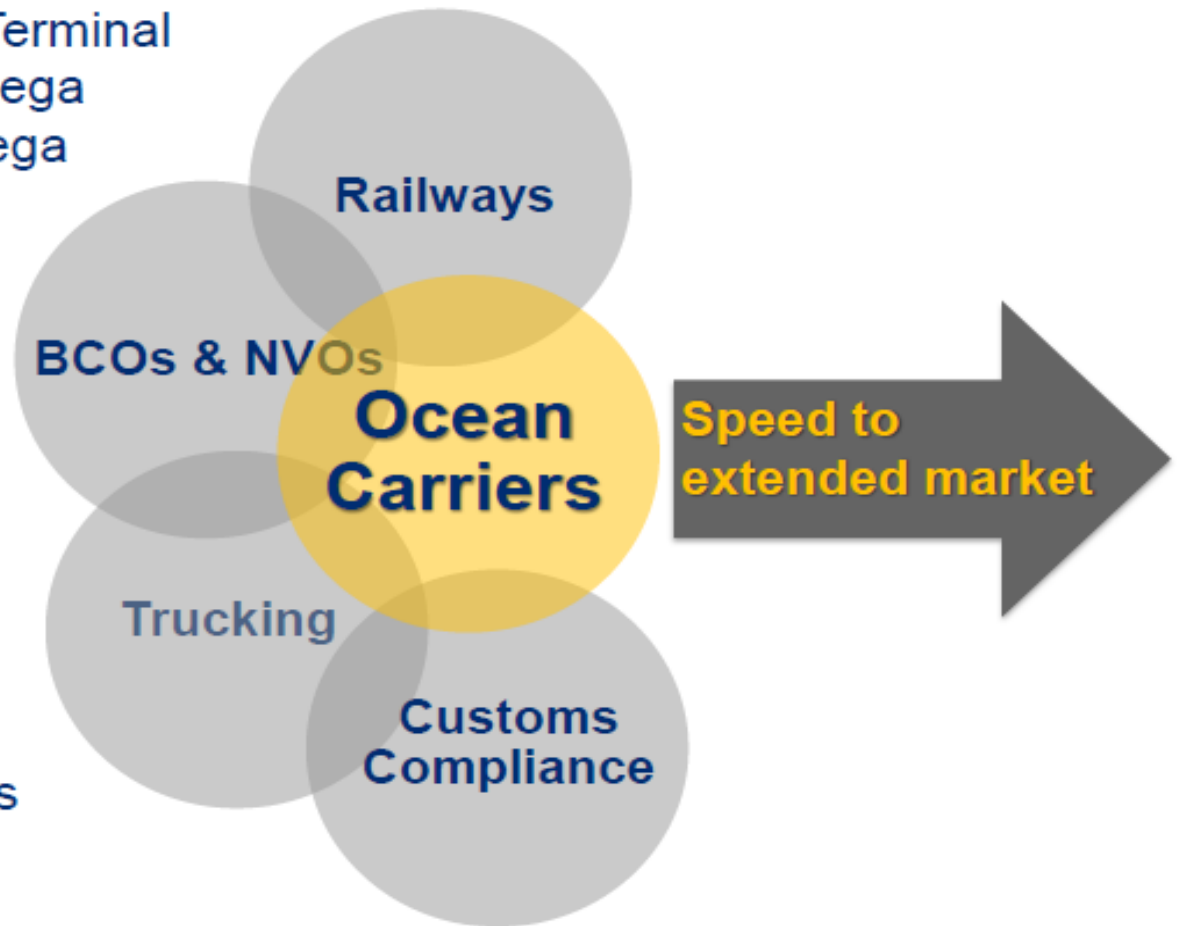 Terminal
ega
ega
Railways
BCOs & NVOs
Ocean
Carriers
Speed to
extended market
Trucking
Customs
Compliance
s